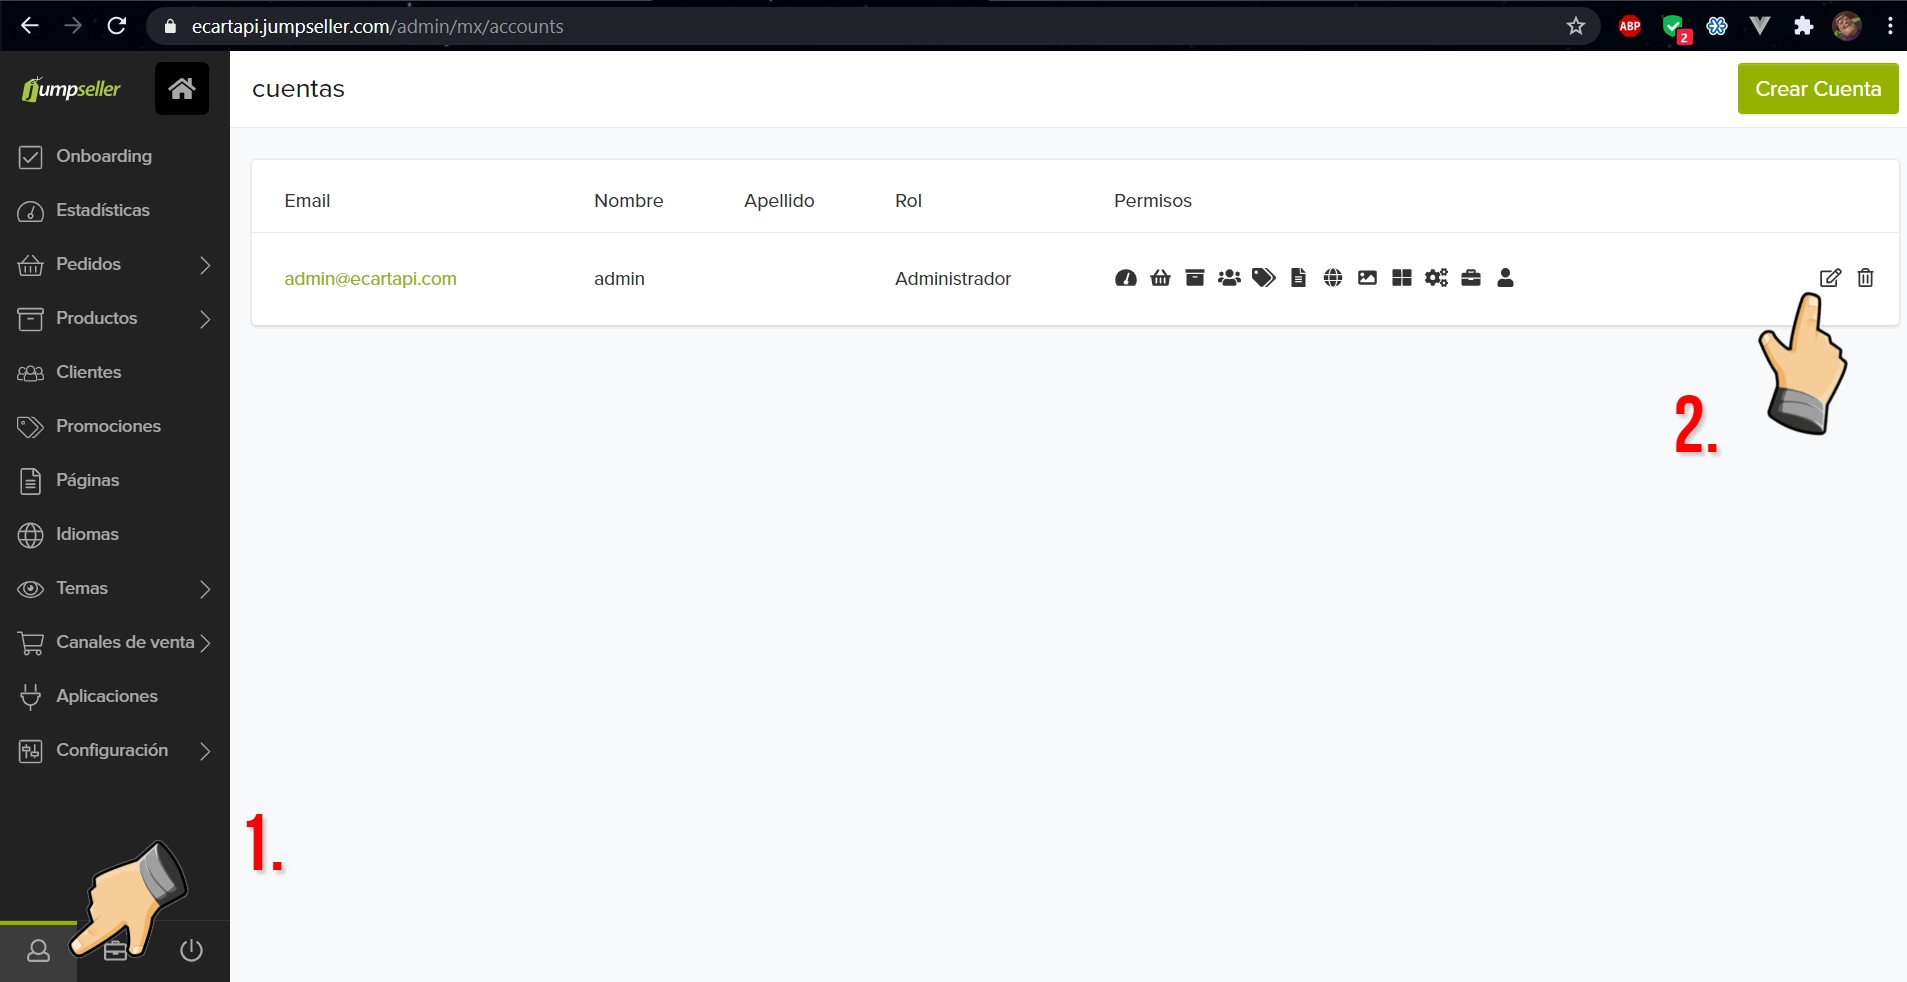 ecartapi.jumpseller.com/admin/mx/accounts
ABP
2
jumpseller
cuentas
Crear Cuenta
Onboarding
Estadísticas
Pedidos
Productos
Clientes
Promociones
Páginas
Idiomas
Temas
Canales de venta
Aplicaciones
Configuración
Email Nombre Apellido Rol Permisos
admin@ecartapi.com admin Administrador
2.
1.